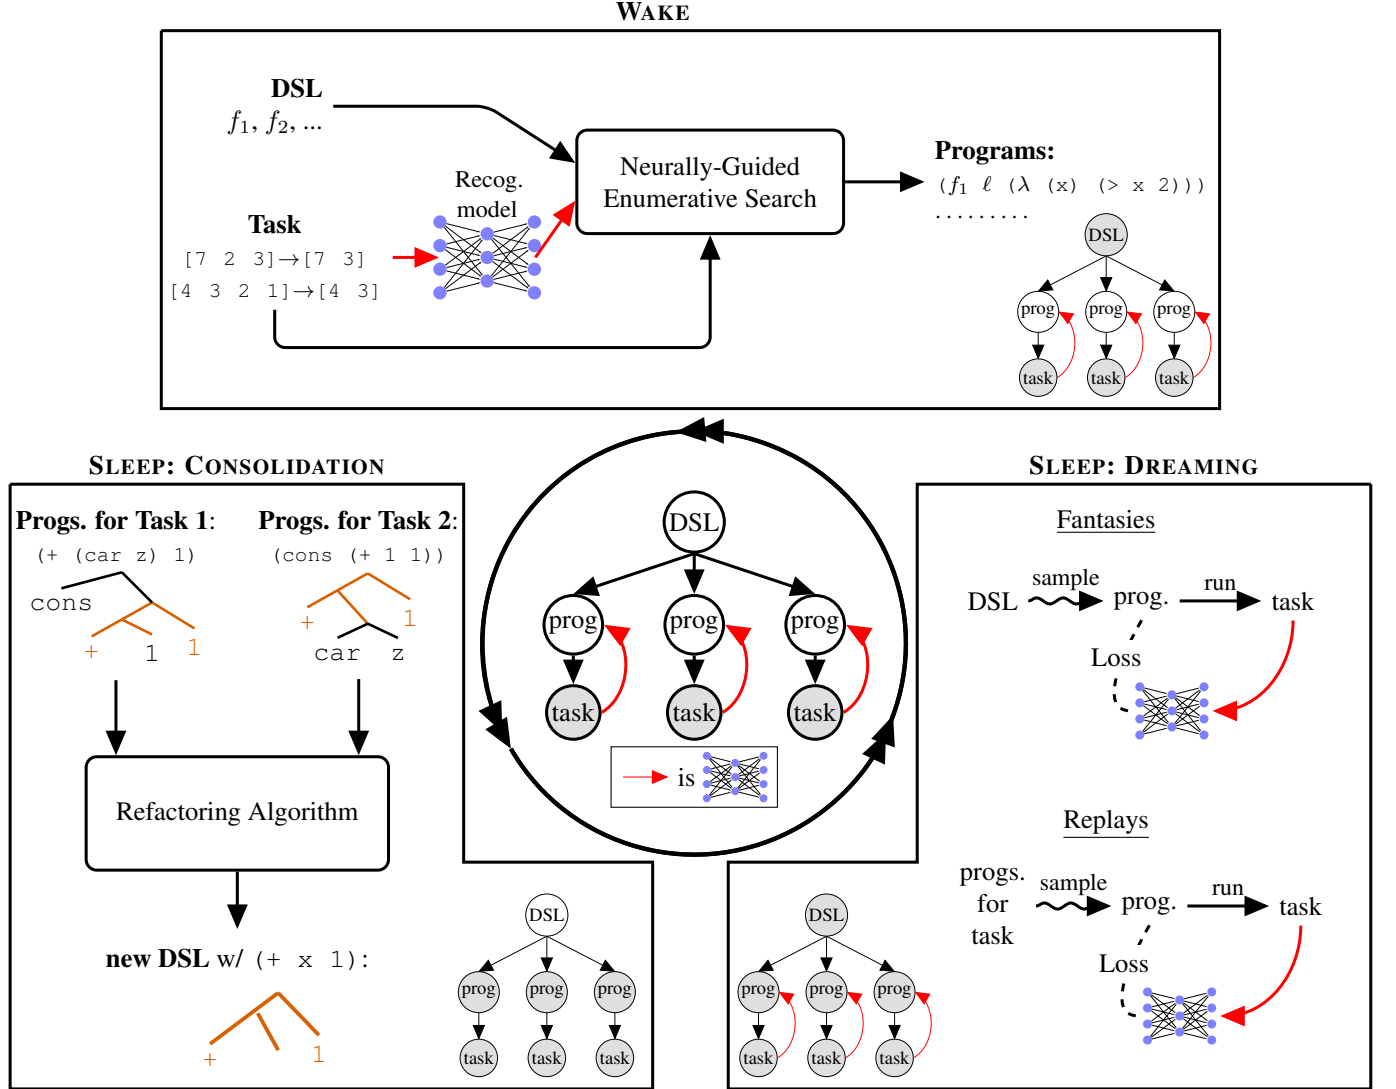 WAKE
DSL
f1, f2, ...
Recog.
model
Task
[7 2 3]→[7 3]
[4 3 2 1]→[4 3]
Neurally-Guided
Enumerative Search
Programs:
(f1 ℓ (λ (x) (> x 2)))
.........
DSL
prog prog prog
task task task
SLEEP: CONSOLIDATION
Progs. for Task 1:
(+ (car z) 1)
cons
+ 1 1
Progs. for Task 2:
(cons (+ 1 1))
+ 1
car z
Refactoring Algorithm
new DSL w/ (+ x 1):
+ 1
DSL
prog prog prog
task task task
DSL
prog prog prog
task task task
is
SLEEP: DREAMING
Fantasies
DSL sample prog. run task
Loss
Replays
progs.
for
task
sample prog. run task
Loss
DSL
prog prog prog
task task task